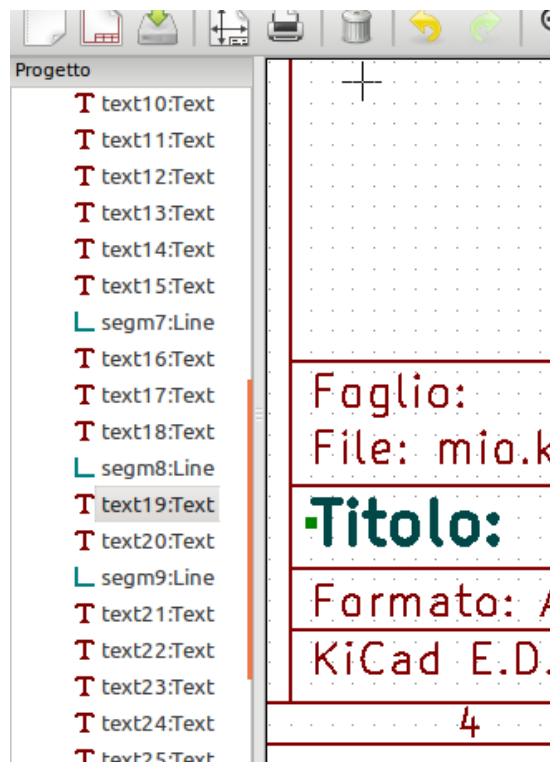 Progetto
text10:Text
text11:Text
text12:Text
text13:Text
text14:Text
text15:Text
segm7:Line
text16:Text
text17:Text
text18:Text
segm8:Line
text19:Text
text20:Text
segm9:Line
text21:Text
text22:Text
text23:Text
text24:Text
text25:Text
Foglio:
File: mio.k
Titolo:
Formato: A
KiCad E.D.
4